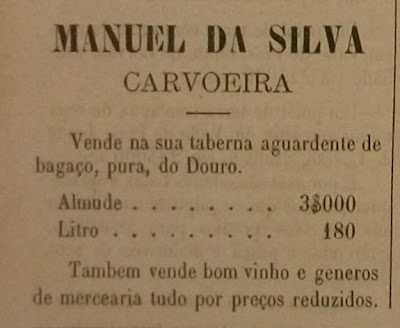 MANUEL DA SILVA
CARVOEIRA
Vende na sua taberna aguardente de
bagaço, pura, do Douro.
Almude . . . . . . . . 3$000
Litro . . . . . . . . . 180
Tambem vende bom vinho e generos
de mercearia tudo por preços reduzidos.